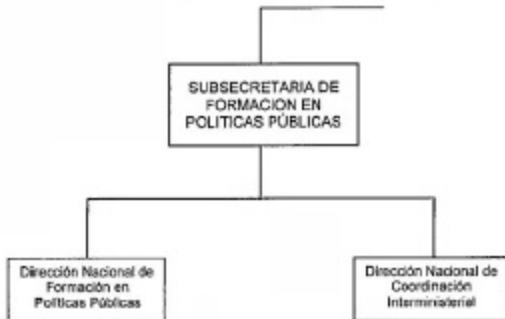 SUBSECRETARIA DE
FORMACION EN
POLITICAS PÚBLICAS
Dirección Nacional de
Formación en
Políticas Públicas
Dirección Nacional de
Coordinación
Interministerial